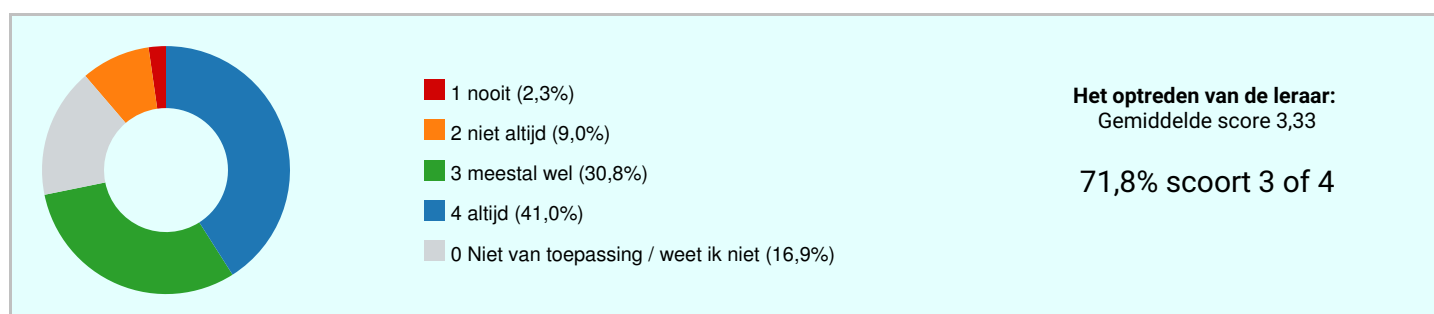 1 nooit (2,3%)
2 niet altijd (9,0%)
3 meestal wel (30,8%)
4 altijd (41,0%)
0 Niet van toepassing / weet ik niet (16,9%)
Het optreden van de leraar:
Gemiddelde score 3,33
71,8% scoort 3 of 4